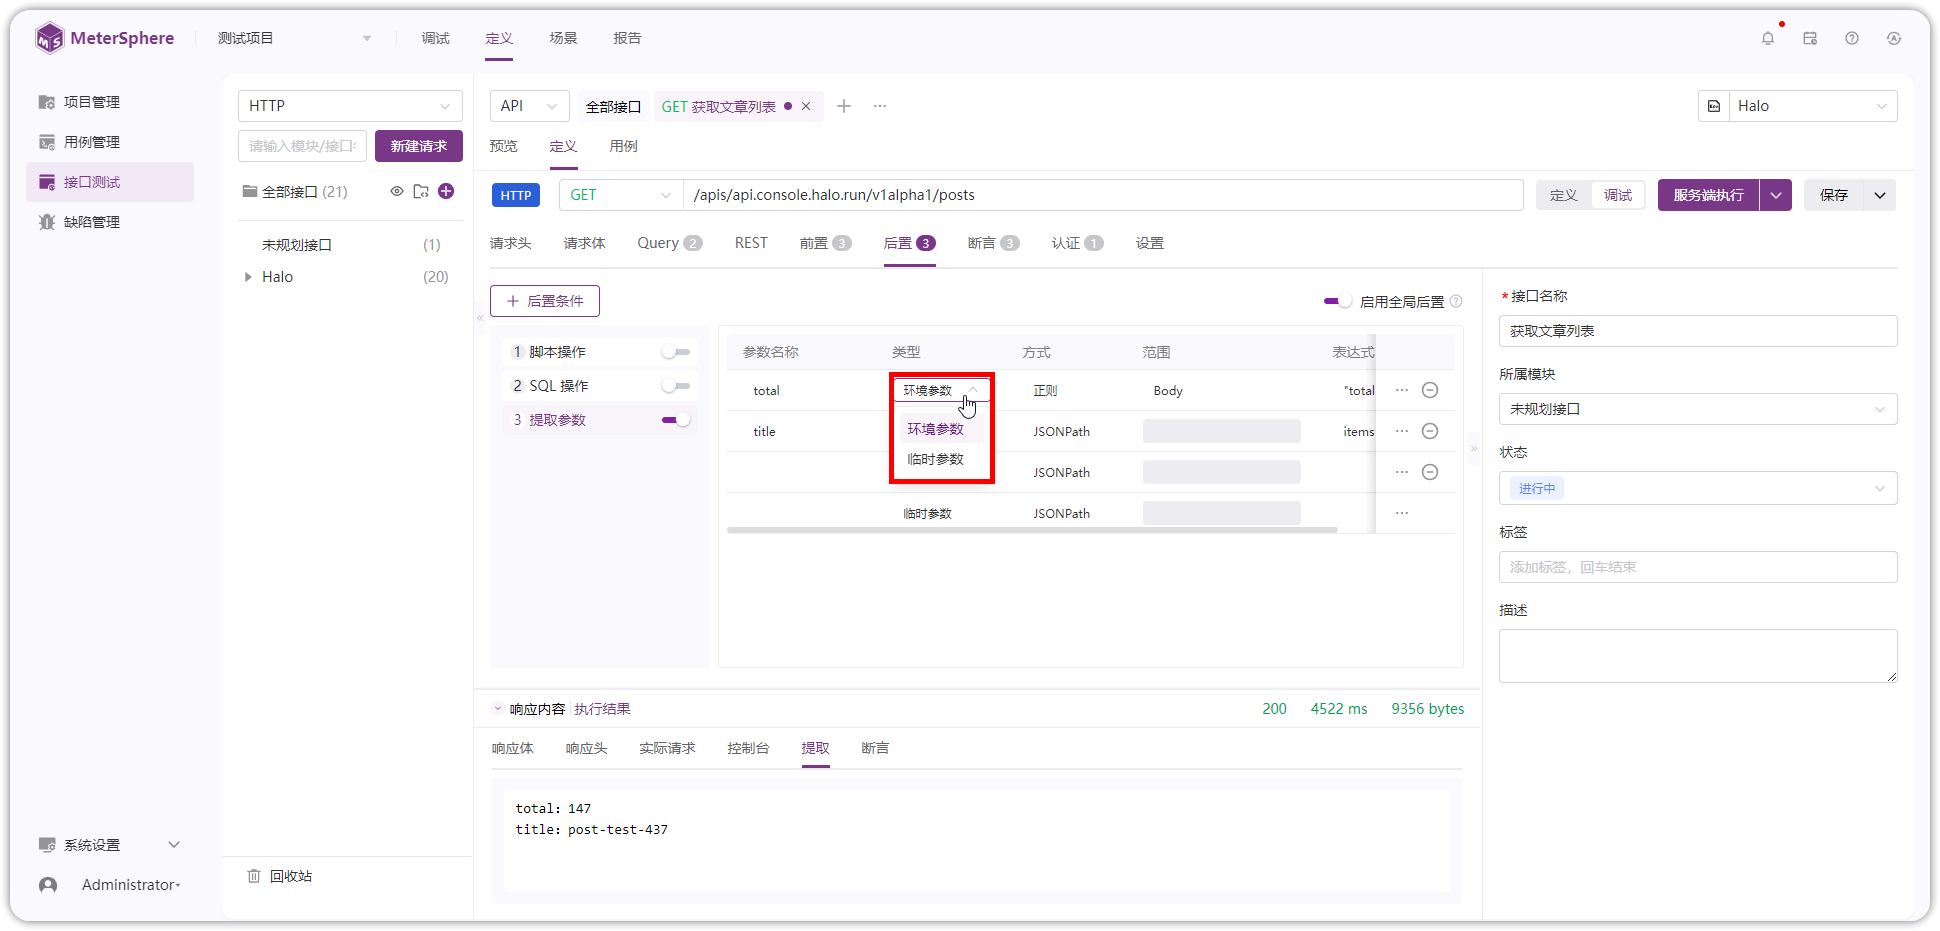 MeterSphere
测试项目
调试
定义
场景
报告
项目管理
用例管理
接口测试
缺陷管理
系统设置
Administrator
HTTP
请输入模块/接口
新建请求
全部接口 (21)
未规划接口 (1)
Halo (20)
回收站
API
全部接口
GET 获取文章列表
Halo
预览
定义
用例
HTTP
GET
/apis/api.console.halo.run/v1alpha1/posts
定义
调试
服务端执行
保存
请求头
请求体
Query 2
REST
前置 3
后置 3
断言 3
认证 1
设置
后置条件
启用全局后置
1 脚本操作
2 SQL 操作
3 提取参数
参数名称 类型 方式 范围 表达式
total 环境参数 正则 Body "total
环境参数
临时参数
title JSONPath items
JSONPath
临时参数 JSONPath
* 接口名称
获取文章列表
所属模块
未规划接口
状态
进行中
标签
添加标签，回车结束
描述
响应内容 执行结果
200 4522 ms 9356 bytes
响应体
响应头
实际请求
控制台
提取
断言
total: 147
title: post-test-437